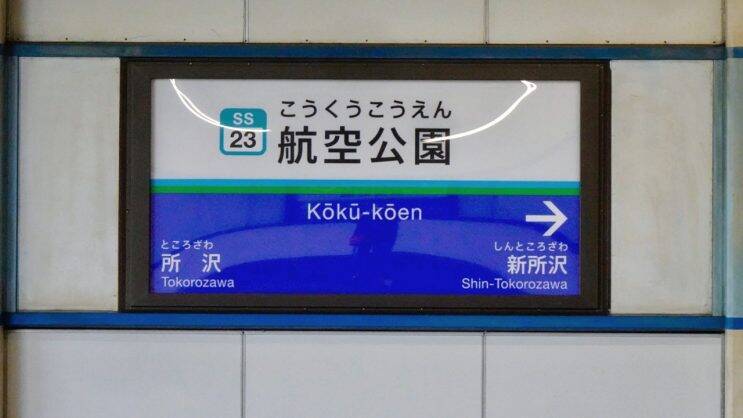 SS
23
こうくうこうえん
航空公園
Kōkū-kōen
→
ところざわ
所沢
Tokorozawa
しんところざわ
新所沢
Shin-Tokorozawa